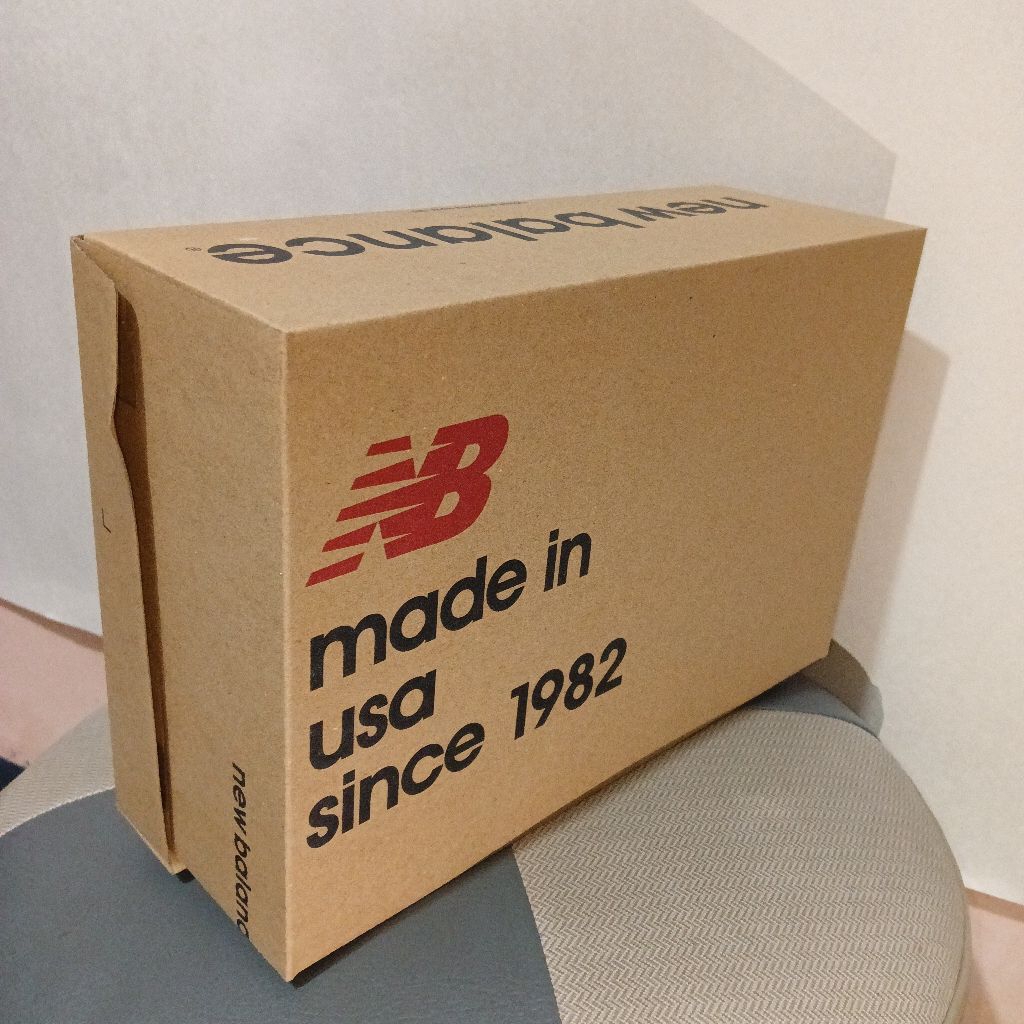 new balance®
NB
made in
usa
since 1982
new balanc